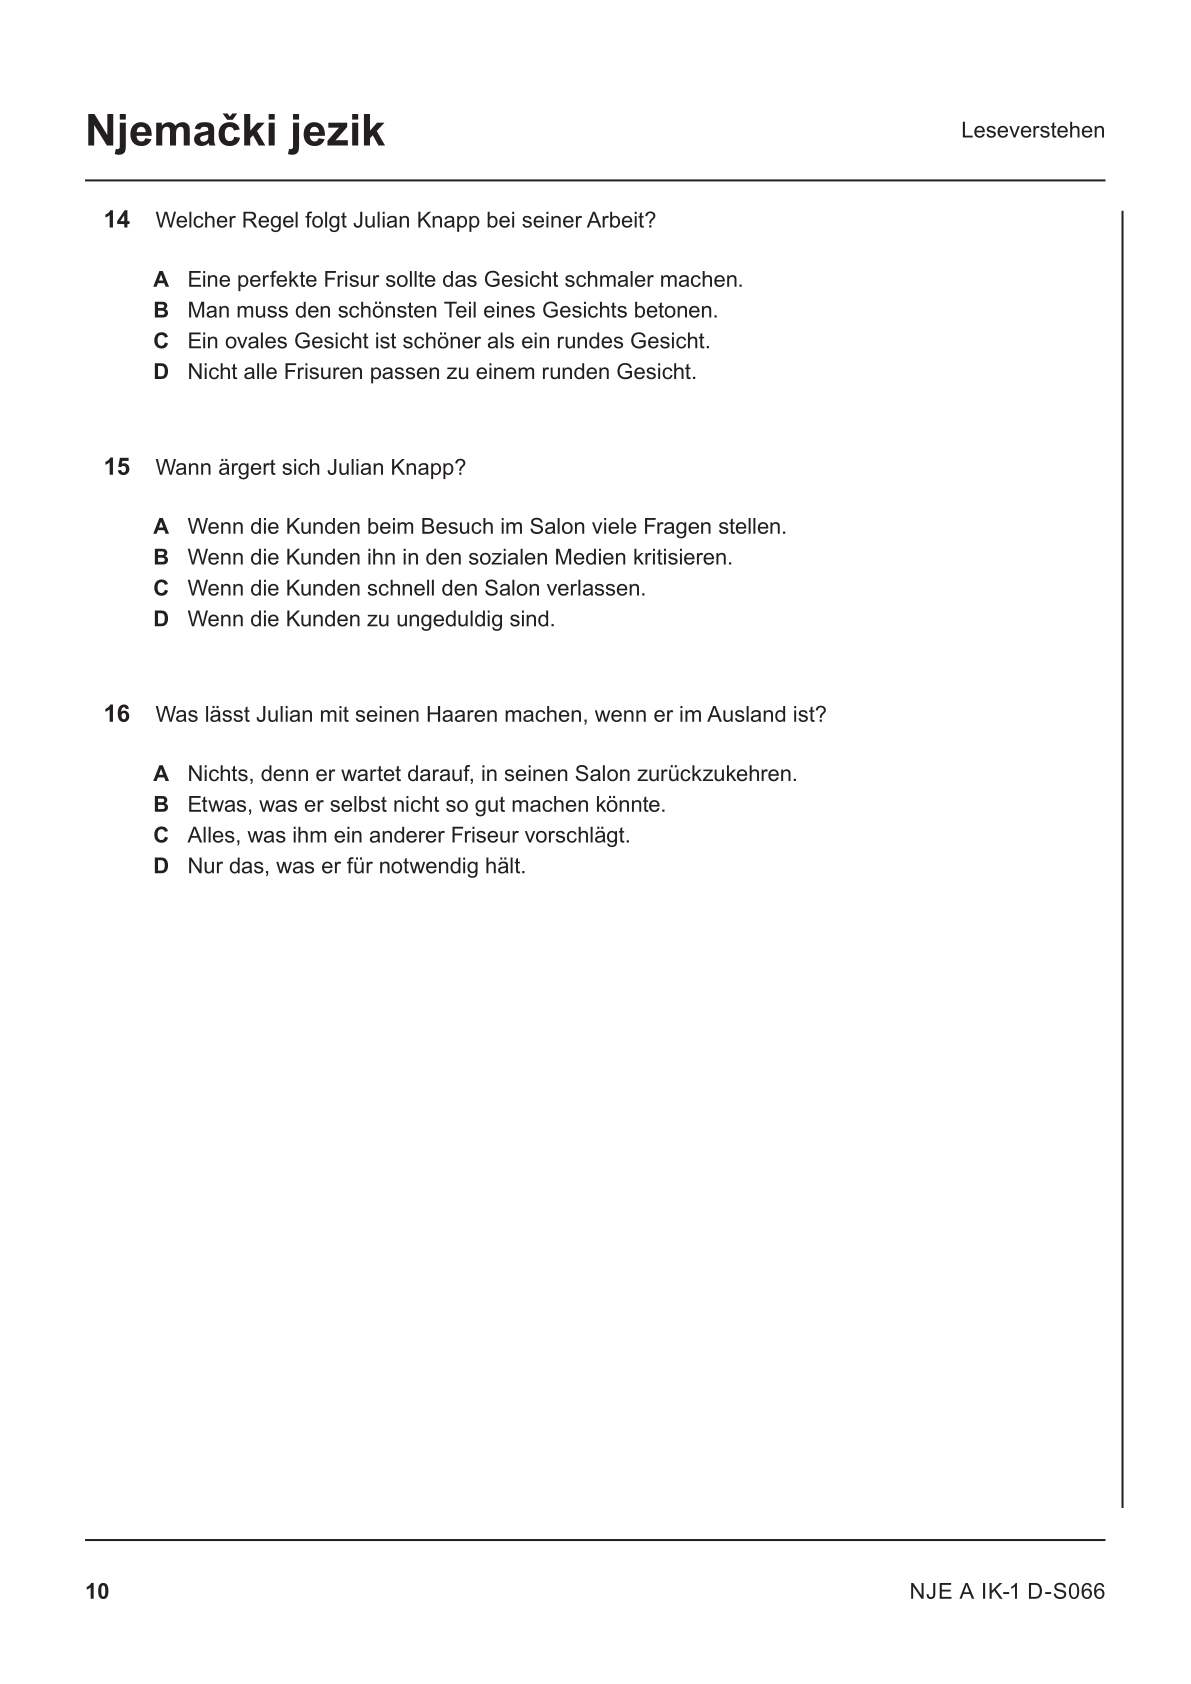 Njemački jezik
Leseverstehen
14 Welcher Regel folgt Julian Knapp bei seiner Arbeit?
A Eine perfekte Frisur sollte das Gesicht schmaler machen.
B Man muss den schönsten Teil eines Gesichts betonen.
C Ein ovales Gesicht ist schöner als ein rundes Gesicht.
D Nicht alle Frisuren passen zu einem runden Gesicht.
15 Wann ärgert sich Julian Knapp?
A Wenn die Kunden beim Besuch im Salon viele Fragen stellen.
B Wenn die Kunden ihn in den sozialen Medien kritisieren.
C Wenn die Kunden schnell den Salon verlassen.
D Wenn die Kunden zu ungeduldig sind.
16 Was lässt Julian mit seinen Haaren machen, wenn er im Ausland ist?
A Nichts, denn er wartet darauf, in seinen Salon zurückzukehren.
B Etwas, was er selbst nicht so gut machen könnte.
C Alles, was ihm ein anderer Friseur vorschlägt.
D Nur das, was er für notwendig hält.
10
NJE A IK-1 D-S066